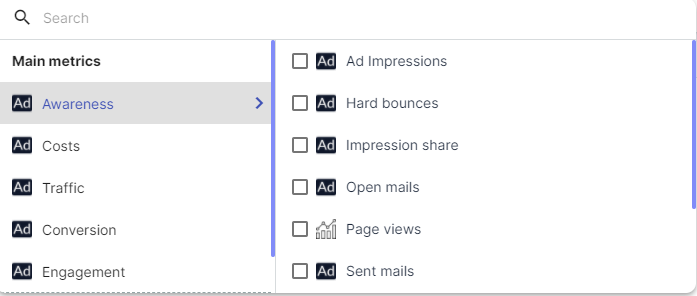 Search
Main metrics
Ad Awareness
Ad Costs
Ad Traffic
Ad Conversion
Ad Engagement
Ad Ad Impressions
Ad Hard bounces
Ad Impression share
Ad Open mails
Page views
Ad Sent mails